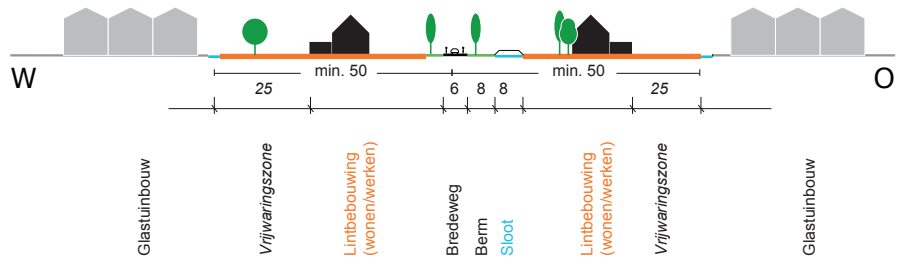 W
O
min. 50
min. 50
25
6
8
8
25
Glastuinbouw
Vrijwaringszone
Lintbebouwing
(wonen/werken)
Bredeweg
Berm
Sloot
Lintbebouwing
(wonen/werken)
Vrijwaringszone
Glastuinbouw